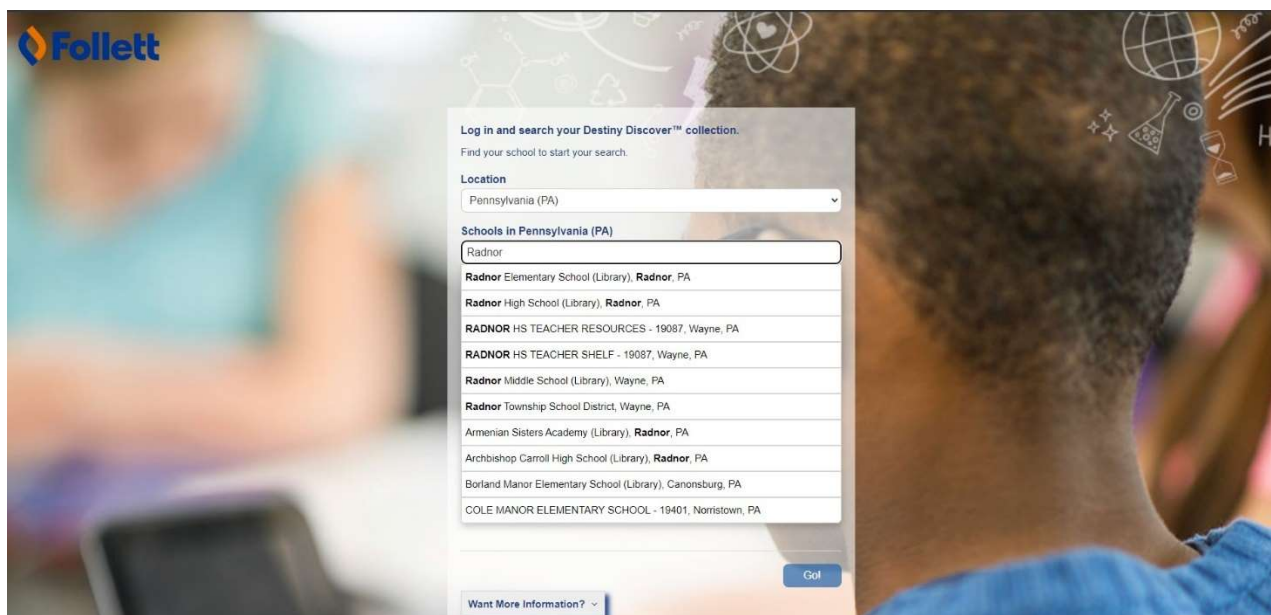 Follett
Log in and search your Destiny Discover™ collection.
Find your school to start your search.
Location
Pennsylvania (PA)
Schools in Pennsylvania (PA)
Radnor
Radnor Elementary School (Library), Radnor, PA
Radnor High School (Library), Radnor, PA
RADNOR HS TEACHER RESOURCES - 19087, Wayne, PA
RADNOR HS TEACHER SHELF - 19087, Wayne, PA
Radnor Middle School (Library), Wayne, PA
Radnor Township School District, Wayne, PA
Armenian Sisters Academy (Library), Radnor, PA
Archbishop Carroll High School (Library), Radnor, PA
Borland Manor Elementary School (Library), Canonsburg, PA
COLE MANOR ELEMENTARY SCHOOL - 19401, Norristown, PA
Go!
Want More Information?